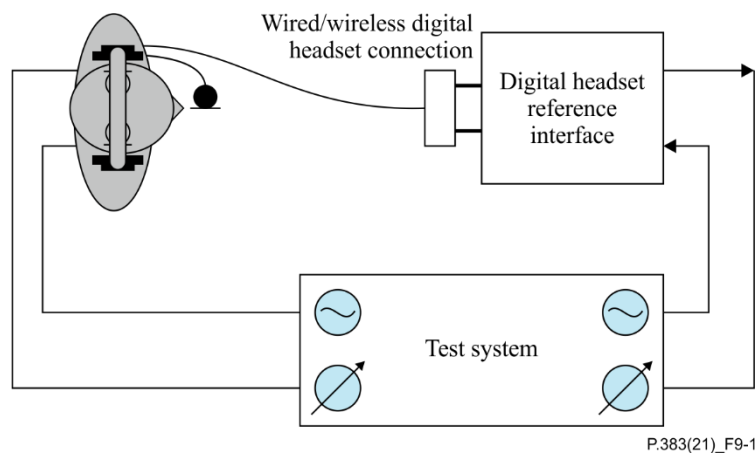 Wired/wireless digital
headset connection
Digital headset
reference
interface
Test system
P.383(21)_F9-1